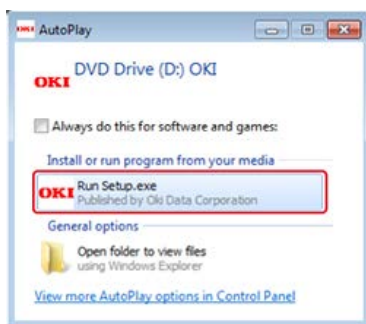 AutoPlay
DVD Drive (D:) OKI
OKI
Always do this for software and games:
Install or run program from your media
OKI Run Setup.exe
Published by Oki Data Corporation
General options
Open folder to view files
using Windows Explorer
View more AutoPlay options in Control Panel